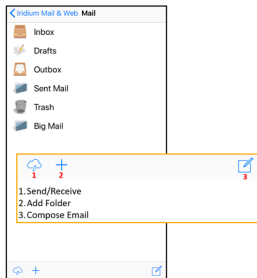 Iridium Mail & Web Mail
Inbox
Drafts
Outbox
Sent Mail
Trash
Big Mail
1 2 3
1.Send/Receive
2.Add Folder
3.Compose Email